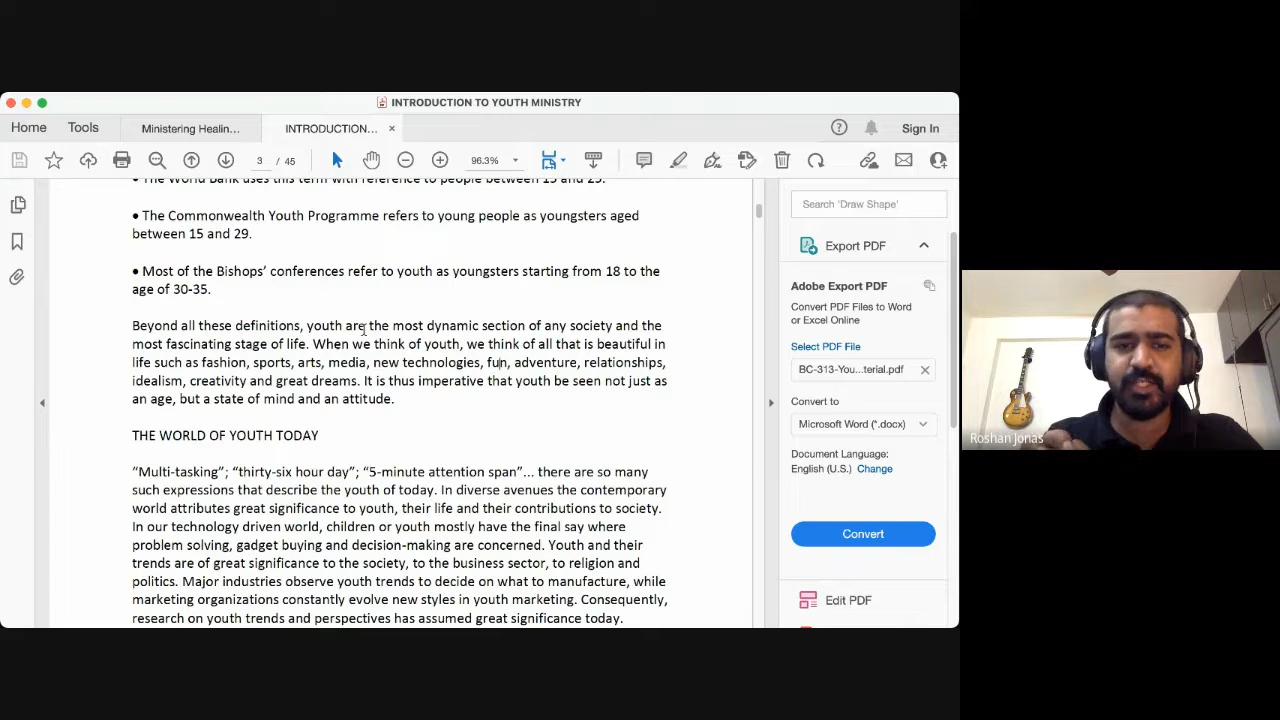 INTRODUCTION TO YOUTH MINISTRY
Home
Tools
Ministering Healin...
INTRODUCTION...
Sign In
3 / 45
96.3%
• The World Bank uses this term with reference to people between 15 and 25.
• The Commonwealth Youth Programme refers to young people as youngsters aged
between 15 and 29.
• Most of the Bishops’ conferences refer to youth as youngsters starting from 18 to the
age of 30-35.
Beyond all these definitions, youth are the most dynamic section of any society and the
most fascinating stage of life. When we think of youth, we think of all that is beautiful in
life such as fashion, sports, arts, media, new technologies, fun, adventure, relationships,
idealism, creativity and great dreams. It is thus imperative that youth be seen not just as
an age, but a state of mind and an attitude.
THE WORLD OF YOUTH TODAY
“Multi-tasking”; “thirty-six hour day”; “5-minute attention span”... there are so many
such expressions that describe the youth of today. In diverse avenues the contemporary
world attributes great significance to youth, their life and their contributions to society.
In our technology driven world, children or youth mostly have the final say where
problem solving, gadget buying and decision-making are concerned. Youth and their
trends are of great significance to the society, to the business sector, to religion and
politics. Major industries observe youth trends to decide on what to manufacture, while
marketing organizations constantly evolve new styles in youth marketing. Consequently,
research on youth trends and perspectives has assumed great significance today.
Search 'Draw Shape'
Export PDF
Adobe Export PDF
Convert PDF Files to Word
or Excel Online
Select PDF File
BC-313-You...terial.pdf
Convert to
Microsoft Word (*.docx)
Document Language:
English (U.S.) Change
Convert
Edit PDF
Roshan Jonas